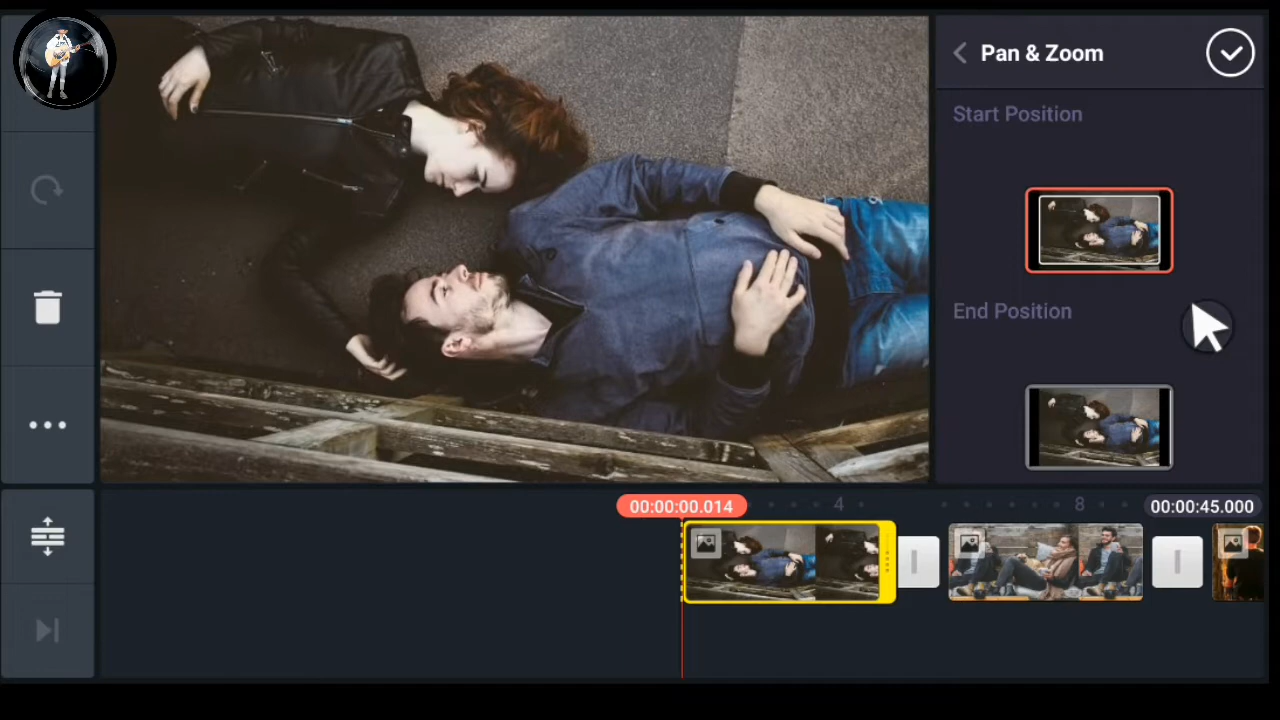 Pan & Zoom
Start Position
End Position
00:00:00.014
4
8
00:00:45.000